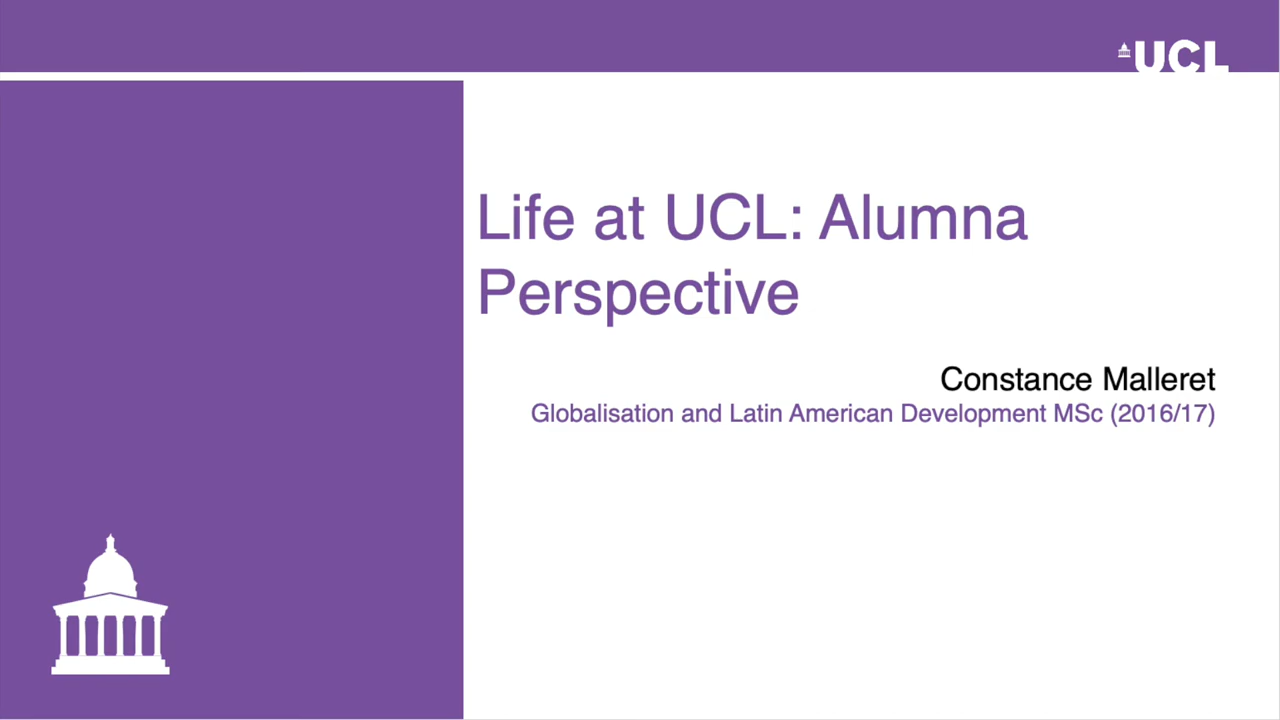 UCL
Life at UCL: Alumna
Perspective
Constance Malleret
Globalisation and Latin American Development MSc (2016/17)